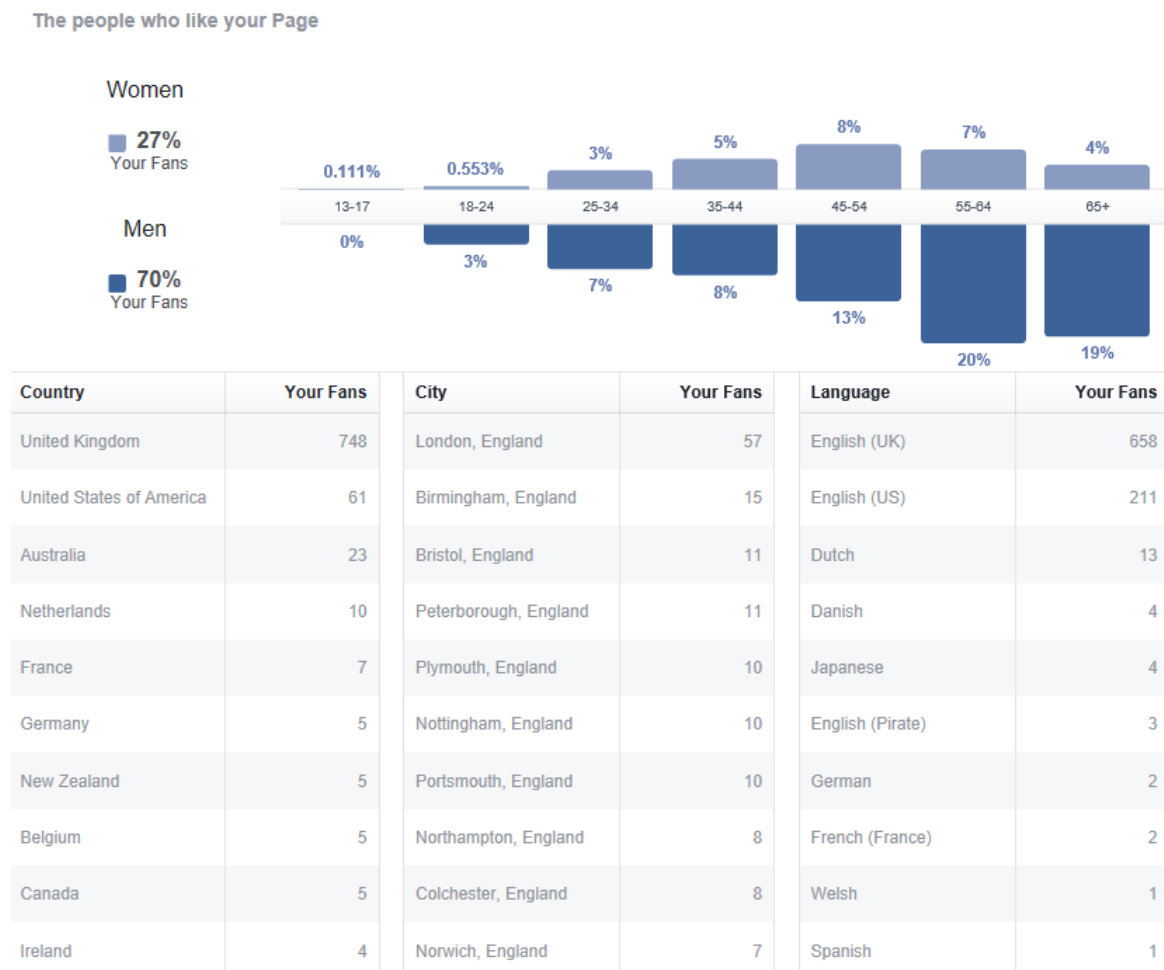 The people who like your Page
Women
27%
Your Fans
0.111% 0.553% 3% 5% 8% 7% 4%
13-17 18-24 25-34 35-44 45-54 55-64 65+
Men
70%
Your Fans
0% 3% 7% 8% 13% 20% 19%
Country Your Fans City Your Fans Language Your Fans
United Kingdom 748 London, England 57 English (UK) 658
United States of America 61 Birmingham, England 15 English (US) 211
Australia 23 Bristol, England 11 Dutch 13
Netherlands 10 Peterborough, England 11 Danish 4
France 7 Plymouth, England 10 Japanese 4
Germany 5 Nottingham, England 10 English (Pirate) 3
New Zealand 5 Portsmouth, England 10 German 2
Belgium 5 Northampton, England 8 French (France) 2
Canada 5 Colchester, England 8 Welsh 1
Ireland 4 Norwich, England 7 Spanish 1